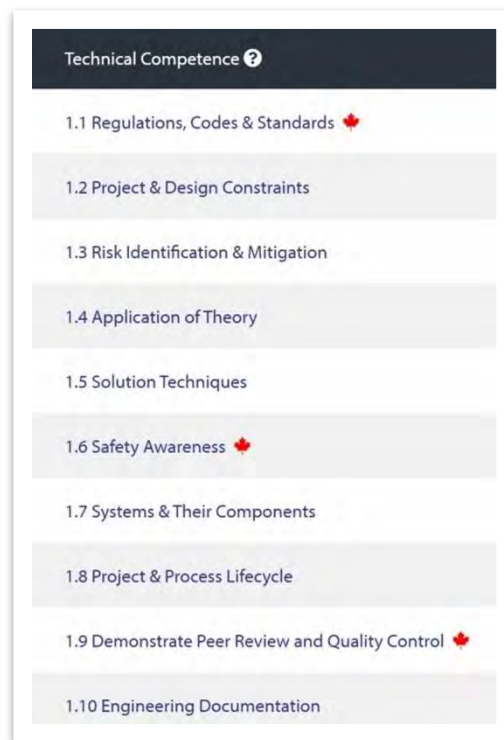 Technical Competence ?
1.1 Regulations, Codes & Standards
1.2 Project & Design Constraints
1.3 Risk Identification & Mitigation
1.4 Application of Theory
1.5 Solution Techniques
1.6 Safety Awareness
1.7 Systems & Their Components
1.8 Project & Process Lifecycle
1.9 Demonstrate Peer Review and Quality Control
1.10 Engineering Documentation